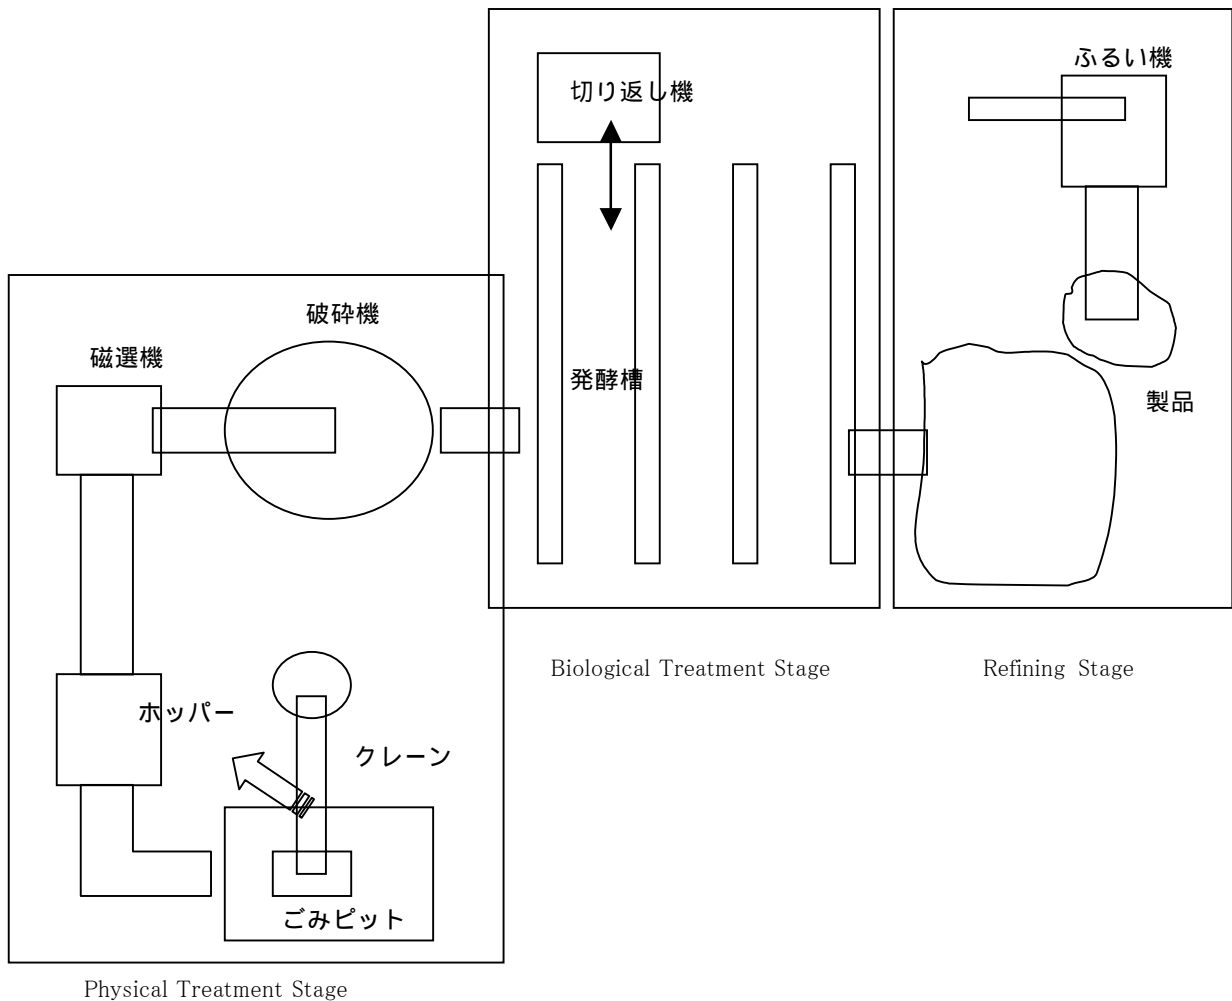 ふるい機
切り返し機
破砕機
磁選機
発酵槽
製品
Biological Treatment Stage
Refining Stage
ホッパー
クレーン
ごみピット
Physical Treatment Stage